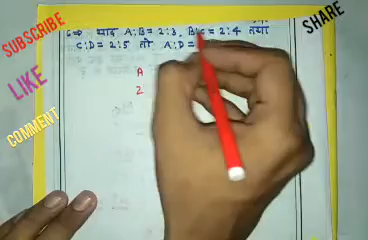 SUBSCRIBE
LIKE
COMMENT
SHARE
यदि A:B = 2:3, B:C = 2:4 तथा
C:D = 2:5 तो A:D =
A
2